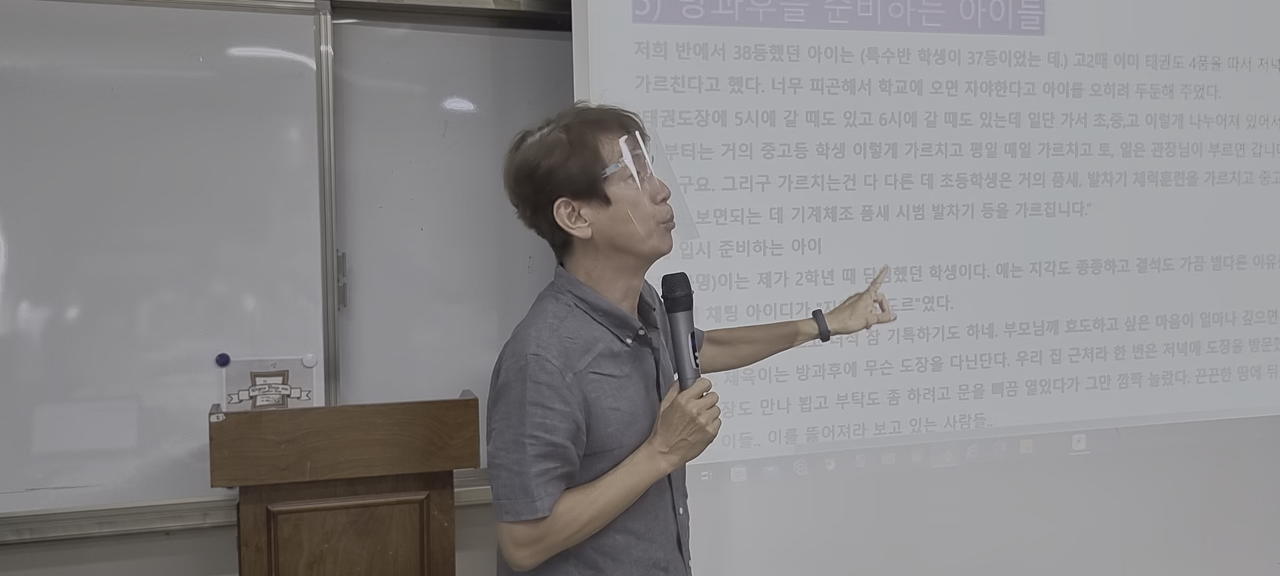 3) 방과후를 준비하는 아이들
저희 반에서 38등했던 아이는 (특수반 학생이 37등이었는 데.) 고2때 이미 태권도 4품을 따서 저녁
가르친다고 했다. 너무 피곤해서 학교에 오면 자야한다고 아이를 오히려 두둔해 주었다.
태권도장에 5시에 갈 때도 있고 6시에 갈 때도 있는데 일단 가서 초,중,고 이렇게 나누어져 있어서
부터는 거의 중고등 학생 이렇게 가르치고 평일 매일 가르치고 토, 일은 관장님이 부르면 갑니다
구요. 그리구 가르치는건 다 다른 데 초등학생은 거의 품새, 발차기 체력훈련을 가르치고 중고
보면되는 데 기계체조 품새 시범 발차기 등을 가르칩니다."
입시 준비하는 아이
명)이는 제가 2학년 때 담임했던 학생이다. 얘는 지각도 종종하고 결석도 가끔 별다른 이유
채팅 아이디가 도르"였다.
녀석 참 기특하기도 하네. 부모님께 효도하고 싶은 마음이 얼마나 깊으면
체육이는 방과후에 무슨 도장을 다닌단다. 우리 집 근처라 한 번은 저녁에 도장을 방문
장도 만나 뵙고 부탁도 좀 하려고 문을 빼꼼 열었다가 그만 깜짝 놀랐다. 끈끈한 땀에 뒤
이들.. 이를 뚫어져라 보고 있는 사람들..